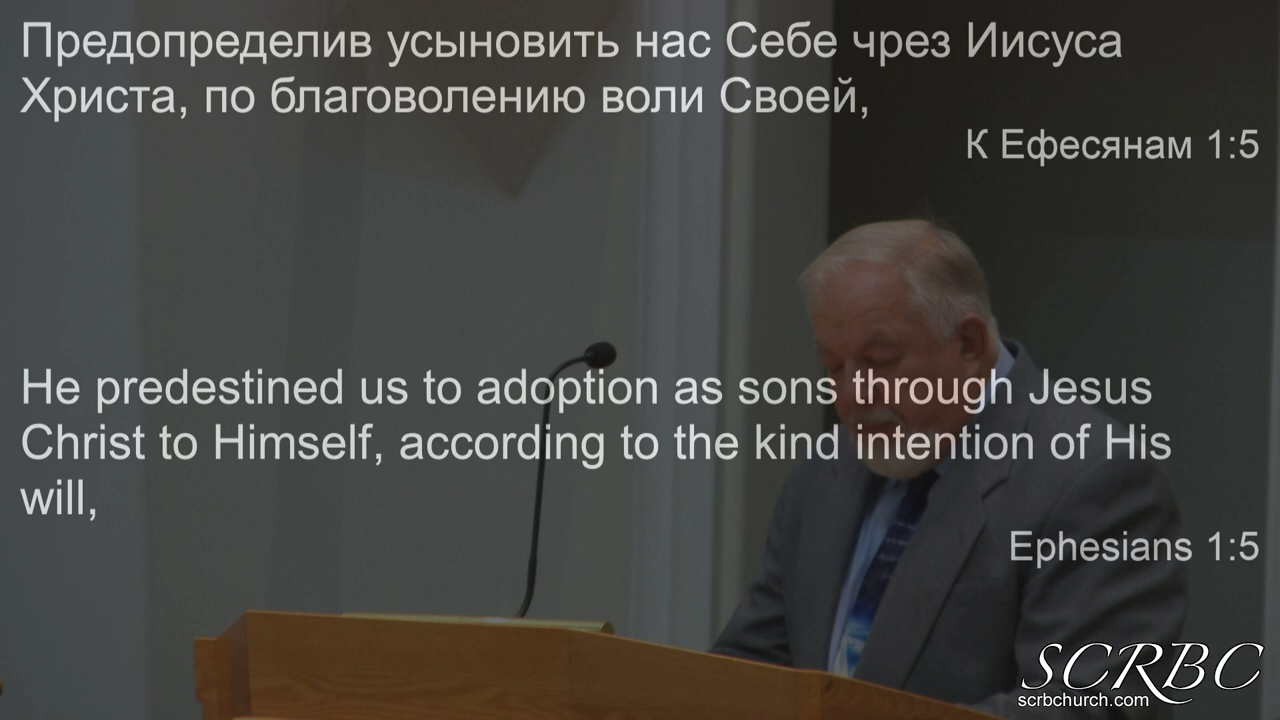 Предопределив усыновить нас Себе чрез Иисуса
Христа, по благоволению воли Своей,
К Ефесянам 1:5
He predestined us to adoption as sons through Jesus
Christ to Himself, according to the kind intention of His
will,
Ephesians 1:5
SCRBC
scrbchurch.com